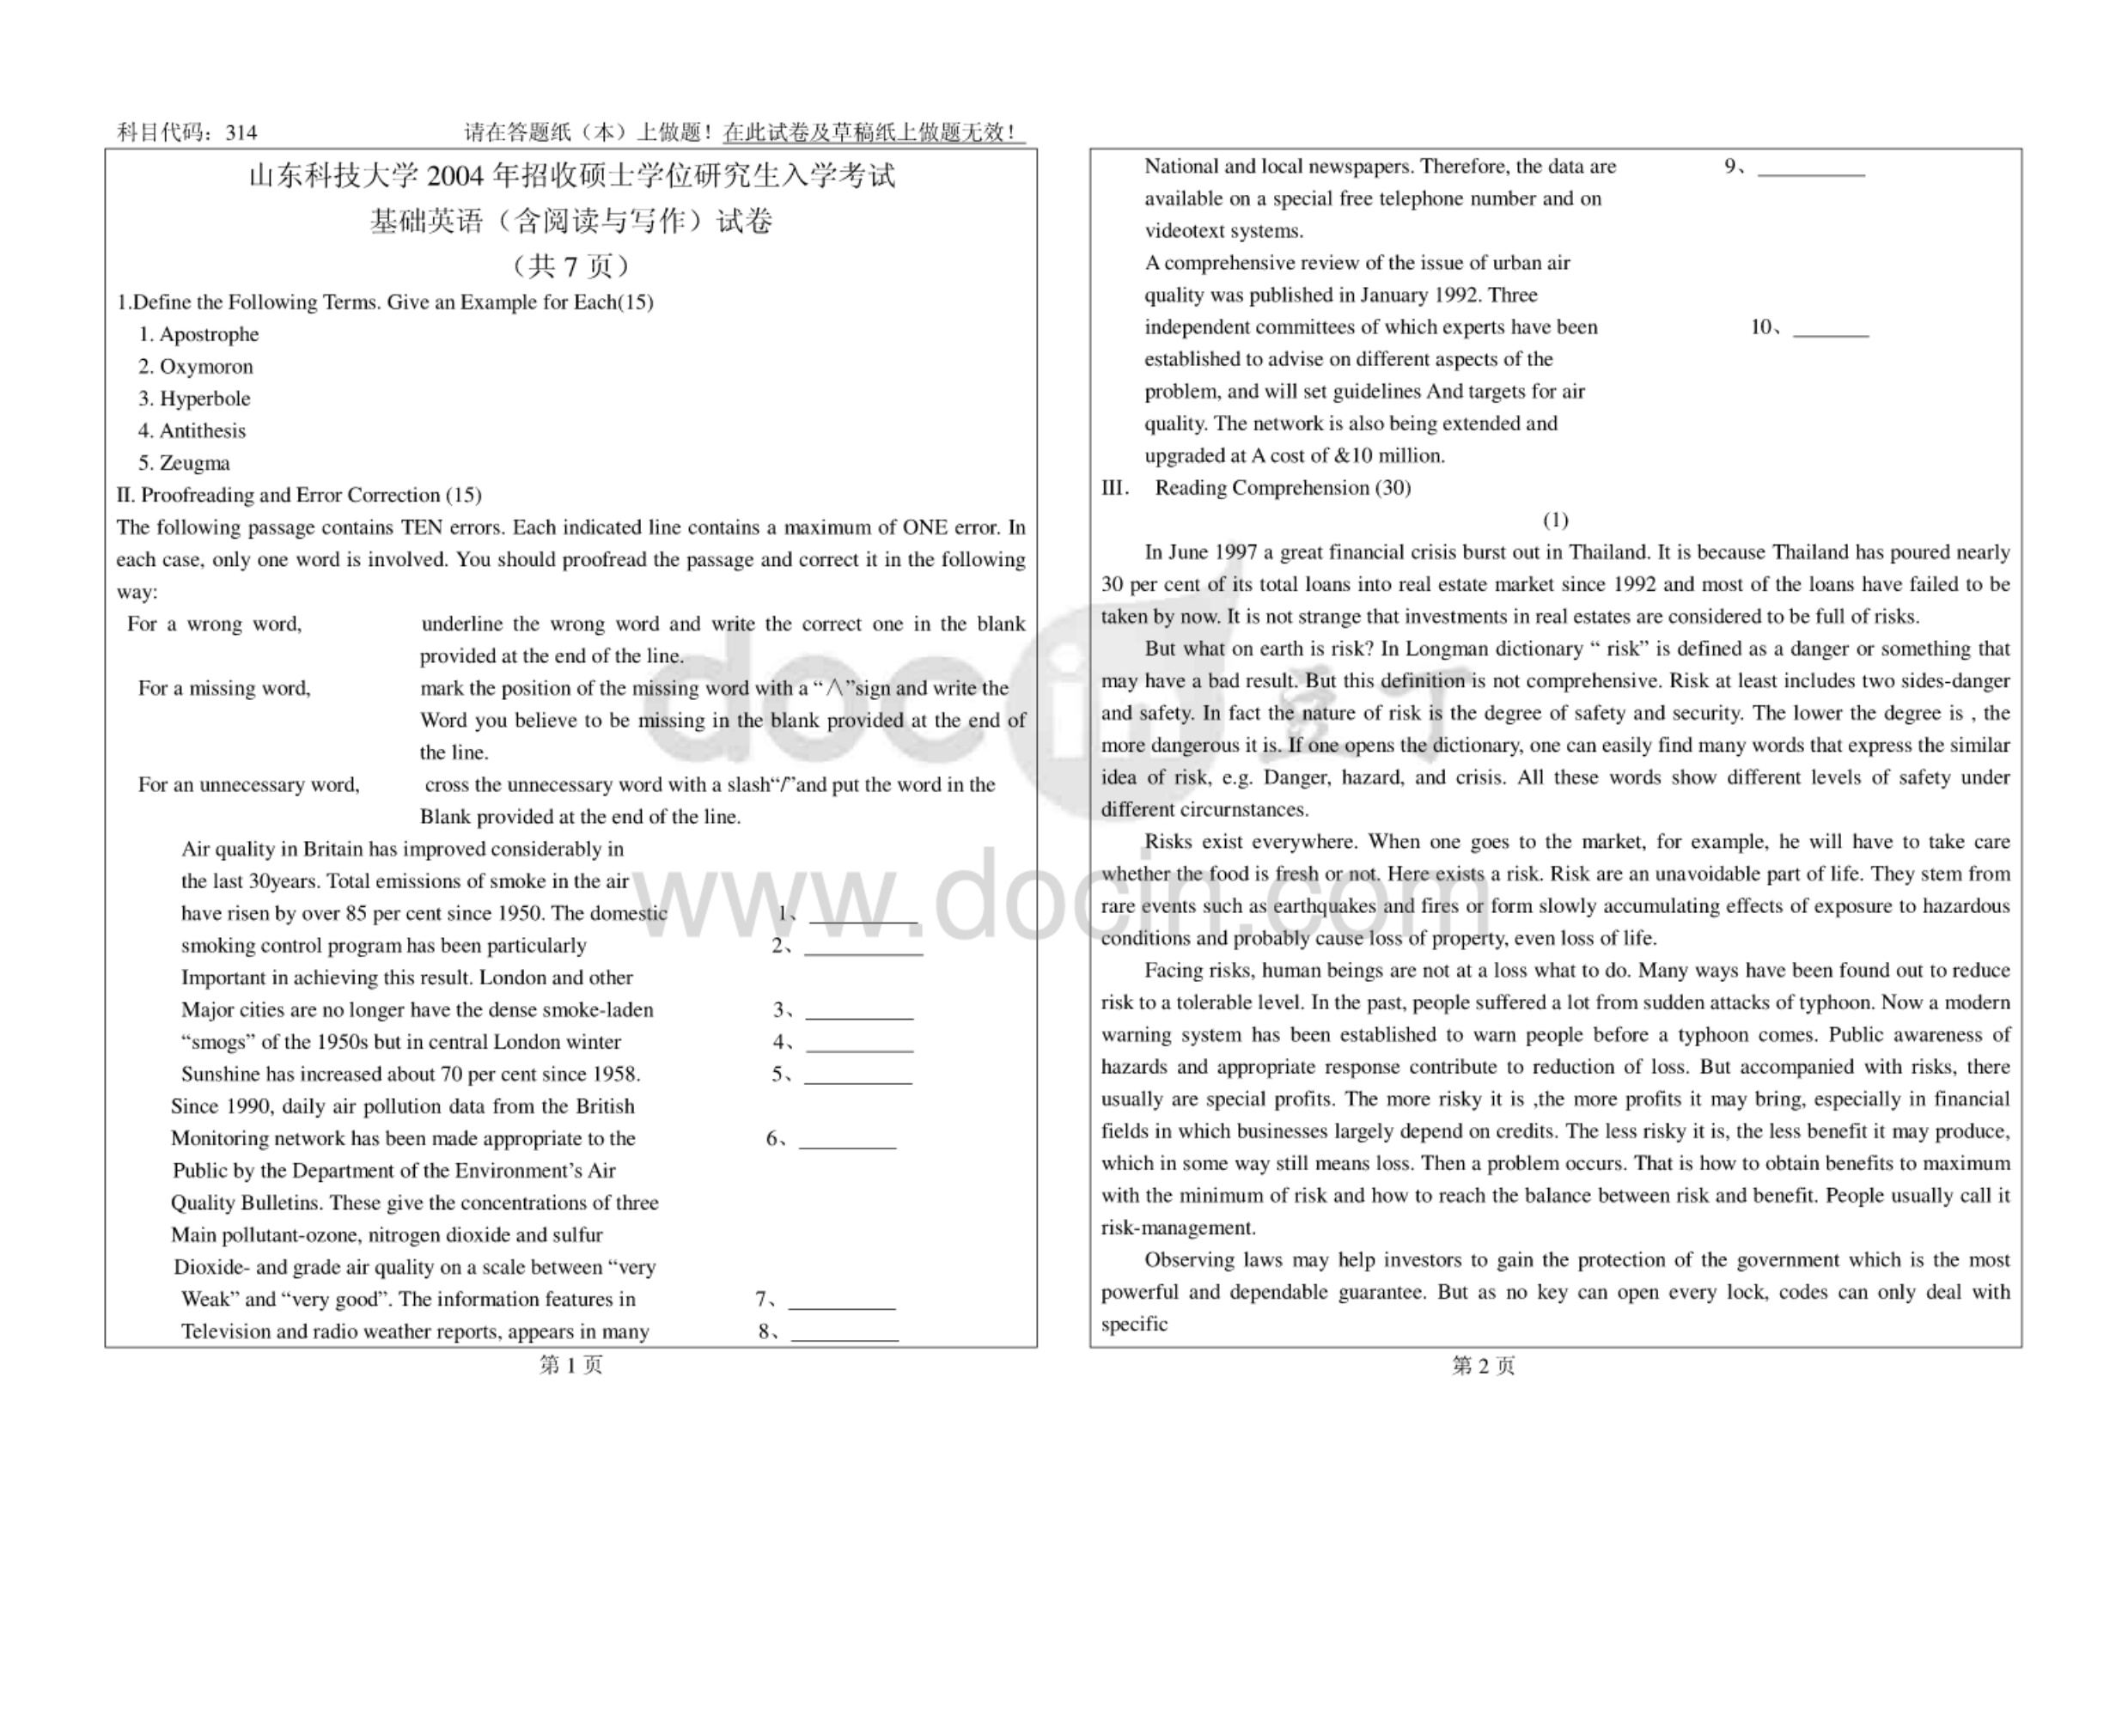 科目代码：314 请在答题纸（本）上做题！在此试卷及草稿纸上做题无效！
山东科技大学 2004 年招收硕士学位研究生入学考试
基础英语（含阅读与写作）试卷
（共 7 页）
1.Define the Following Terms. Give an Example for Each(15)
1. Apostrophe
2. Oxymoron
3. Hyperbole
4. Antithesis
5. Zeugma
II. Proofreading and Error Correction (15)
The following passage contains TEN errors. Each indicated line contains a maximum of ONE error. In
each case, only one word is involved. You should proofread the passage and correct it in the following
way:
For a wrong word, underline the wrong word and write the correct one in the blank
provided at the end of the line.
For a missing word, mark the position of the missing word with a “∧”sign and write the
Word you believe to be missing in the blank provided at the end of
the line.
For an unnecessary word, cross the unnecessary word with a slash“/”and put the word in the
Blank provided at the end of the line.
Air quality in Britain has improved considerably in
the last 30years. Total emissions of smoke in the air
have risen by over 85 per cent since 1950. The domestic 1、 ________
smoking control program has been particularly 2、 ________
Important in achieving this result. London and other
Major cities are no longer have the dense smoke-laden 3、 ________
“smogs” of the 1950s but in central London winter 4、 ________
Sunshine has increased about 70 per cent since 1958. 5、 ________
Since 1990, daily air pollution data from the British
Monitoring network has been made appropriate to the 6、 ________
Public by the Department of the Environment’s Air
Quality Bulletins. These give the concentrations of three
Main pollutant-ozone, nitrogen dioxide and sulfur
Dioxide- and grade air quality on a scale between “very
Weak” and “very good”. The information features in 7、 ________
Television and radio weather reports, appears in many 8、 ________
第 1 页
National and local newspapers. Therefore, the data are 9、 ________
available on a special free telephone number and on
videotext systems.
A comprehensive review of the issue of urban air
quality was published in January 1992. Three
independent committees of which experts have been 10、 ________
established to advise on different aspects of the
problem, and will set guidelines And targets for air
quality. The network is also being extended and
upgraded at A cost of &10 million.
III. Reading Comprehension (30)
(1)
In June 1997 a great financial crisis burst out in Thailand. It is because Thailand has poured nearly
30 per cent of its total loans into real estate market since 1992 and most of the loans have failed to be
taken by now. It is not strange that investments in real estates are considered to be full of risks.
But what on earth is risk? In Longman dictionary “ risk” is defined as a danger or something that
may have a bad result. But this definition is not comprehensive. Risk at least includes two sides-danger
and safety. In fact the nature of risk is the degree of safety and security. The lower the degree is , the
more dangerous it is. If one opens the dictionary, one can easily find many words that express the similar
idea of risk, e.g. Danger, hazard, and crisis. All these words show different levels of safety under
different circurnstances.
Risks exist everywhere. When one goes to the market, for example, he will have to take care
whether the food is fresh or not. Here exists a risk. Risk are an unavoidable part of life. They stem from
rare events such as earthquakes and fires or form slowly accumulating effects of exposure to hazardous
conditions and probably cause loss of property, even loss of life.
Facing risks, human beings are not at a loss what to do. Many ways have been found out to reduce
risk to a tolerable level. In the past, people suffered a lot from sudden attacks of typhoon. Now a modern
warning system has been established to warn people before a typhoon comes. Public awareness of
hazards and appropriate response contribute to reduction of loss. But accompanied with risks, there
usually are special profits. The more risky it is ,the more profits it may bring, especially in financial
fields in which businesses largely depend on credits. The less risky it is, the less benefit it may produce,
which in some way still means loss. Then a problem occurs. That is how to obtain benefits to maximum
with the minimum of risk and how to reach the balance between risk and benefit. People usually call it
risk-management.
Observing laws may help investors to gain the protection of the government which is the most
powerful and dependable guarantee. But as no key can open every lock, codes can only deal with
specific
第 2 页
docin 豆丁
www.docin.com